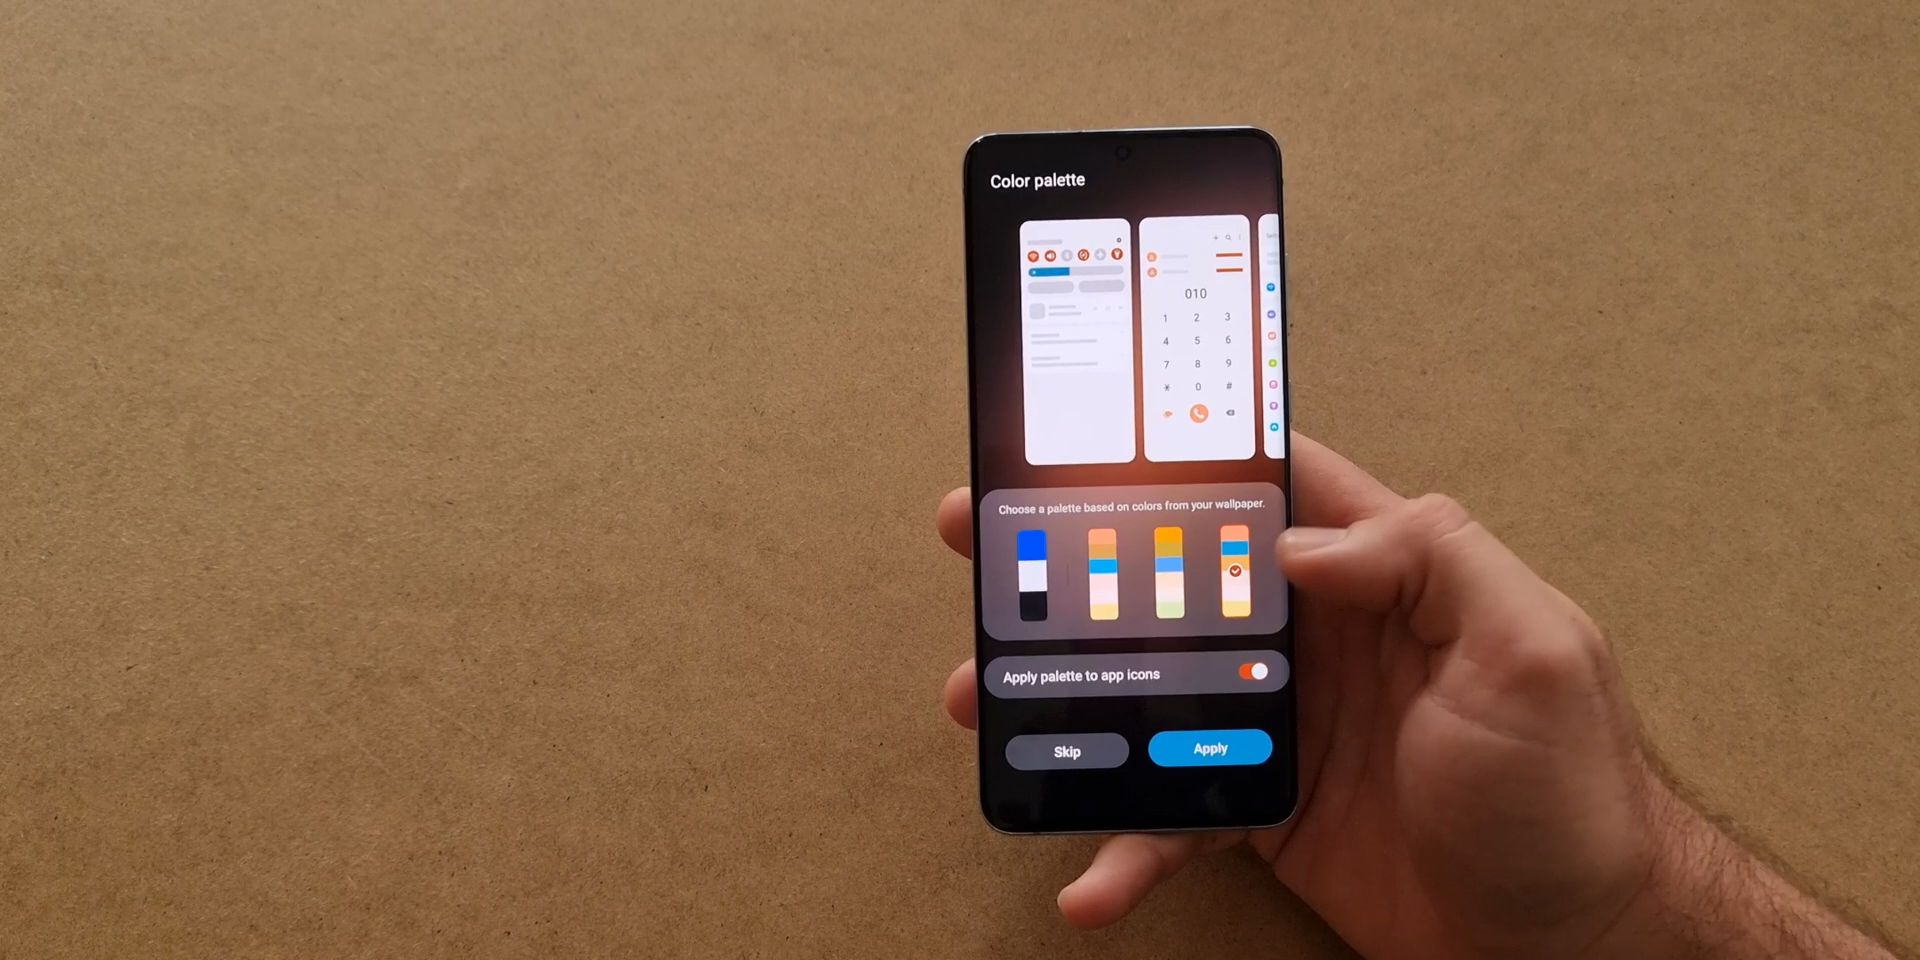 Color palette
010
1 2 3
4 5 6
7 8 9
* 0 #
Choose a palette based on colors from your wallpaper.
Apply palette to app icons
Skip
Apply